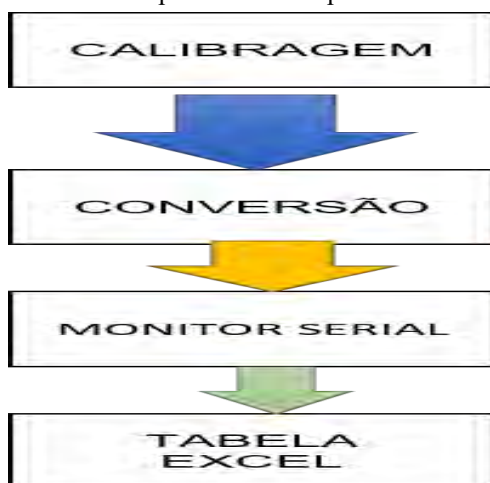 CALIBRAGEM
CONVERSÃO
MONITOR SERIAL
TABELA
EXCEL